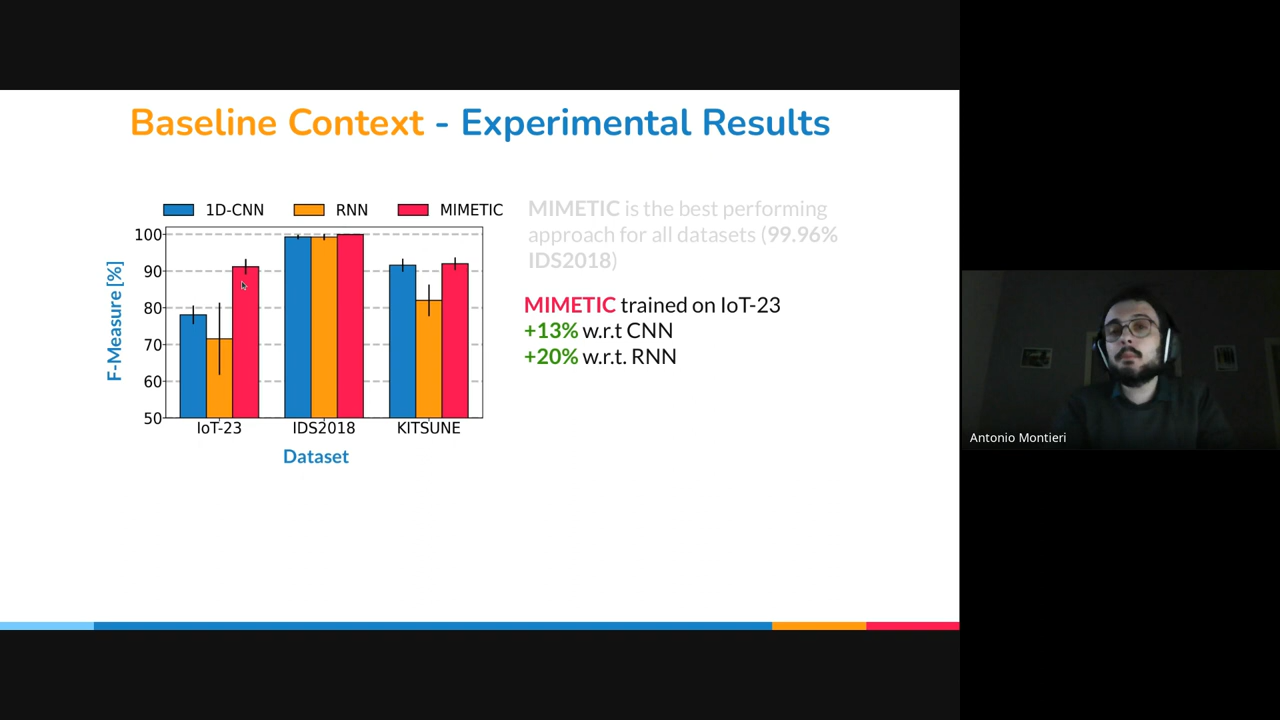 Baseline Context - Experimental Results
1D-CNN RNN MIMETIC
100
90
80
70
60
50
F-Measure [%]
IoT-23 IDS2018 KITSUNE
Dataset
MIMETIC is the best performing
approach for all datasets (99.96%
IDS2018)
MIMETIC trained on IoT-23
+13% w.r.t CNN
+20% w.r.t. RNN
Antonio Montieri